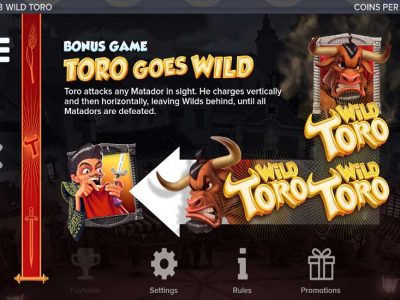 3 WILD TORO
COINS PER
BONUS GAME
TORO GOES WILD
Toro attacks any Matador in sight. He charges vertically
and then horizontally, leaving Wilds behind, until all
Matadors are defeated.
WILD
TORO
WILD
TORO
WILD
TORO
Paytable
Settings
Rules
Promotions